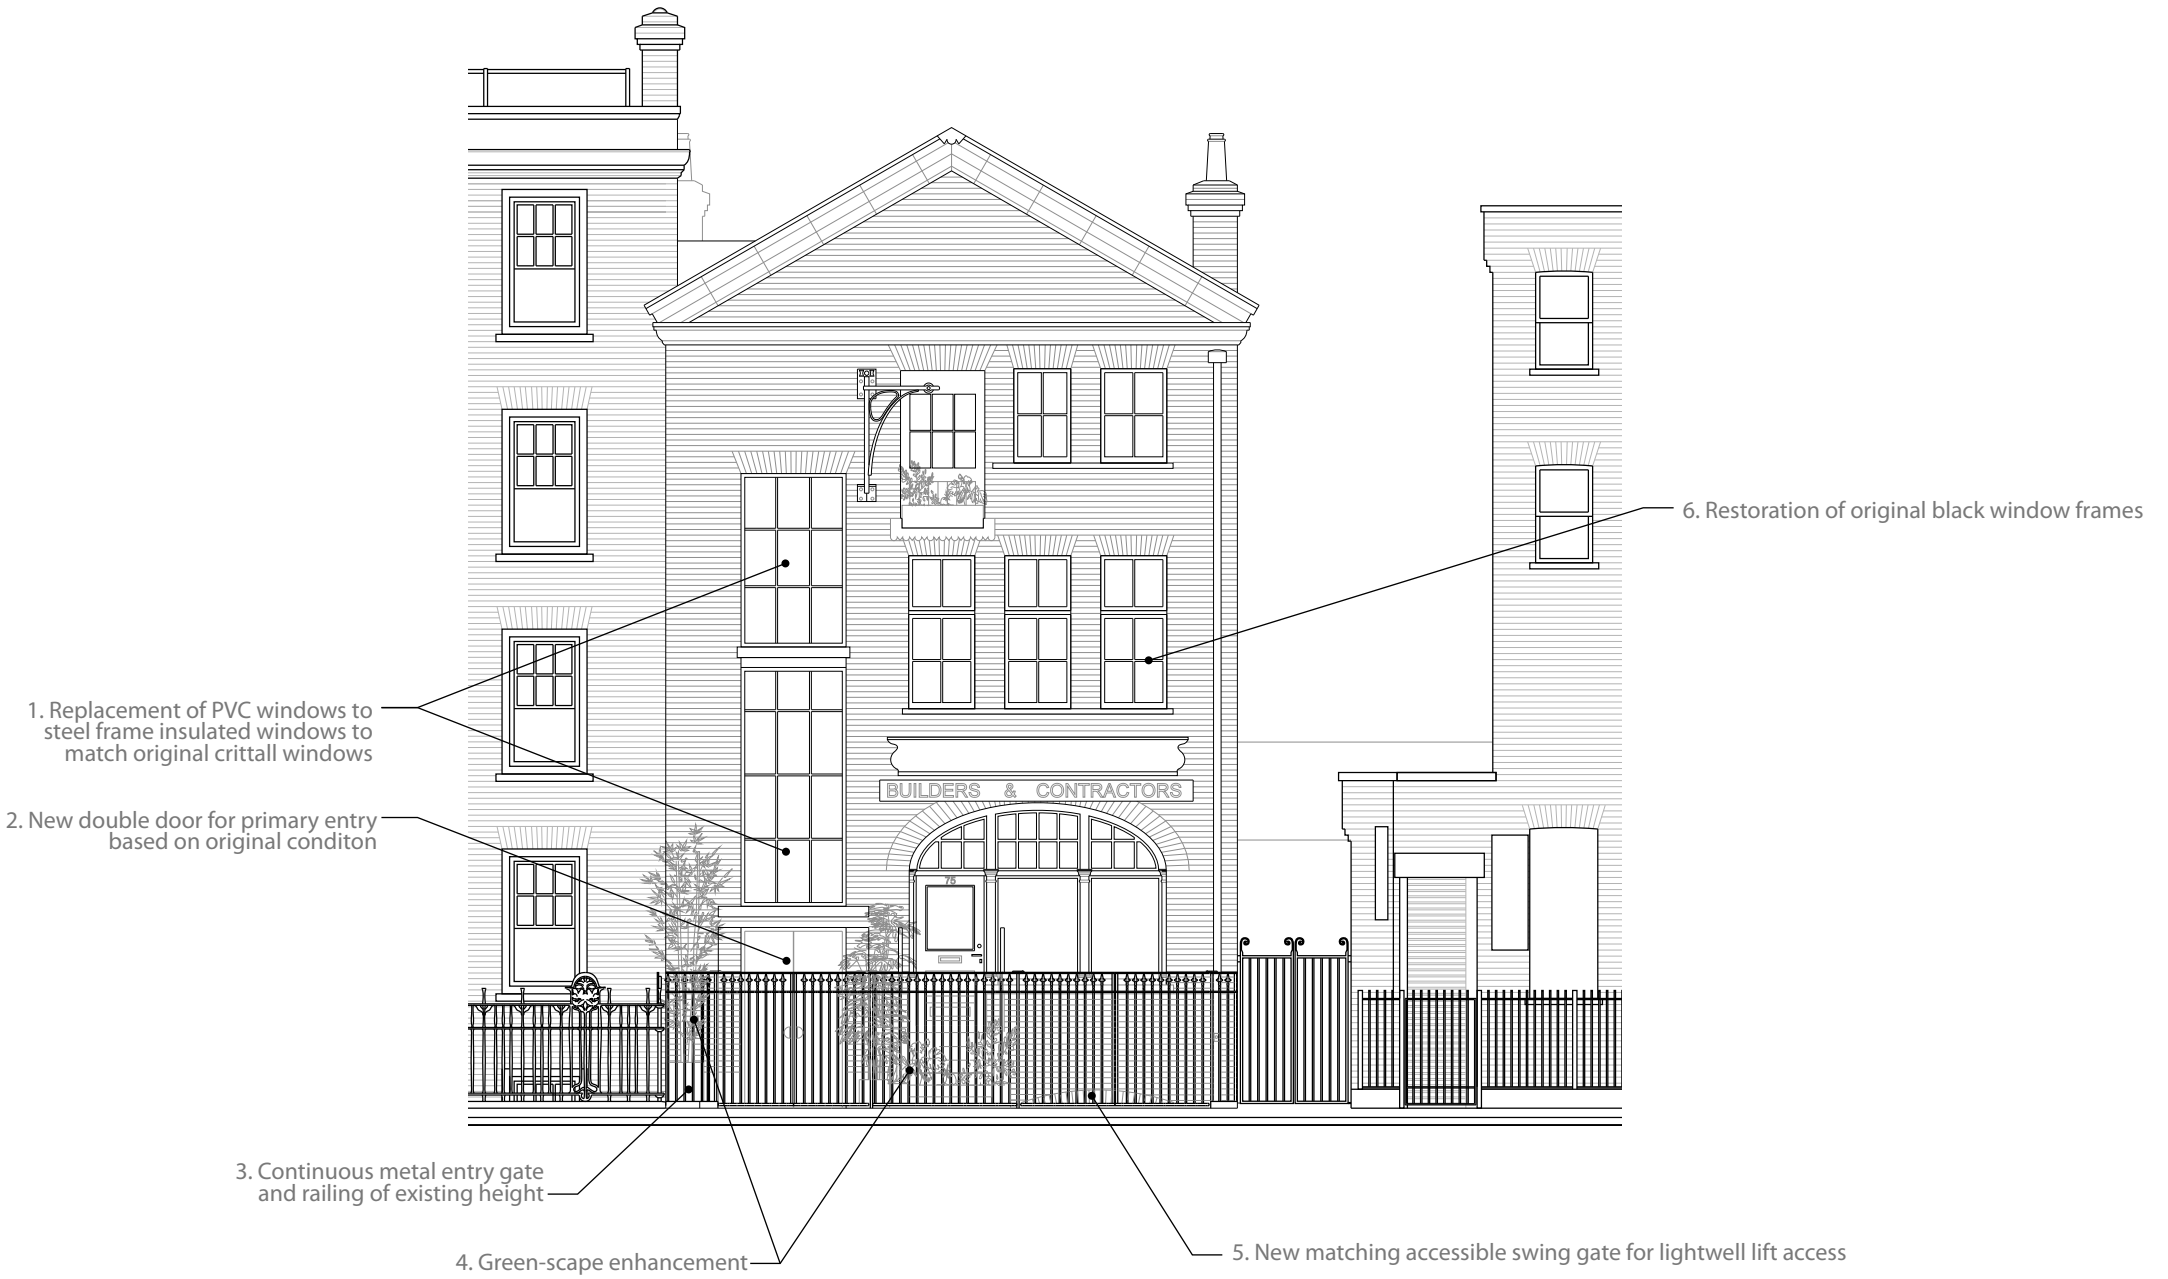 6. Restoration of original black window frames
1. Replacement of PVC windows to
steel frame insulated windows to
match original crittall windows
BUILDERS & CONTRACTORS
2. New double door for primary entry
based on original conditon
75
3. Continuous metal entry gate
and railing of existing height
4. Green-scape enhancement
5. New matching accessible swing gate for lightwell lift access